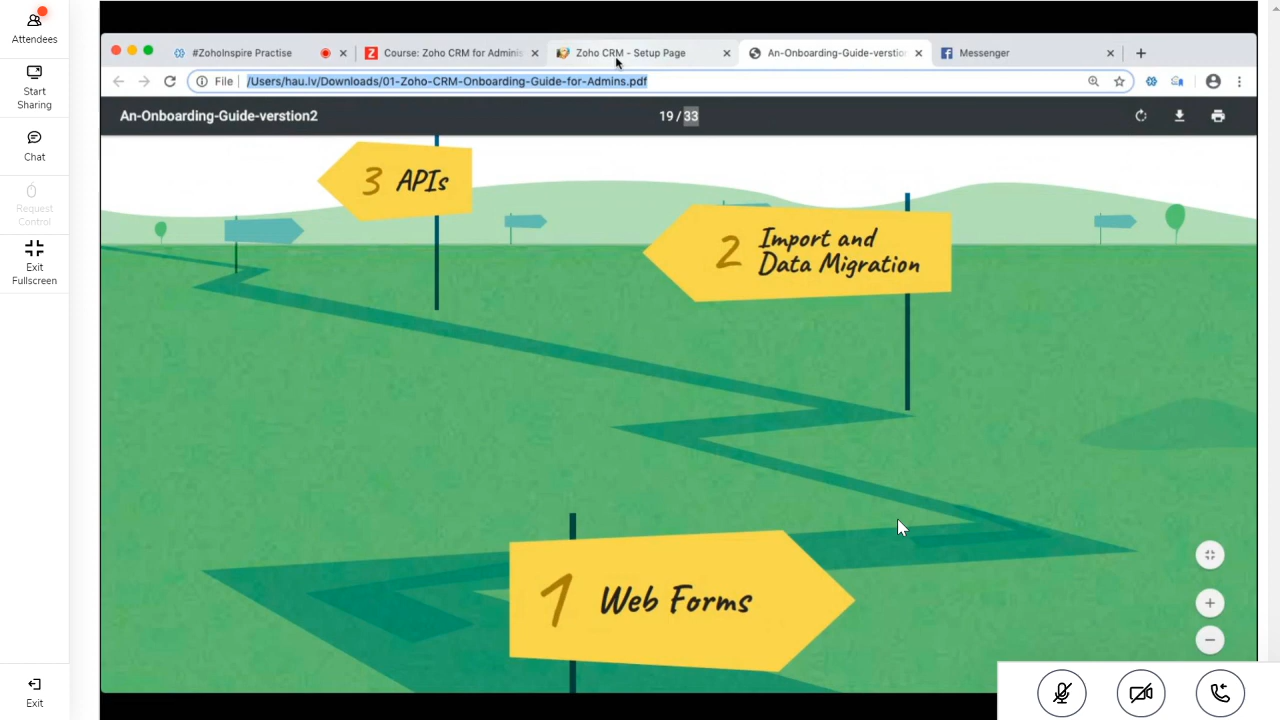 Attendees
Start
Sharing
Chat
Request
Control
Exit
Fullscreen
Exit
#ZohoInspire Practise
Course: Zoho CRM for Adminis
Zoho CRM - Setup Page
An-Onboarding-Guide-verstion
Messenger
File
/Users/hau.lv/Downloads/01-Zoho-CRM-Onboarding-Guide-for-Admins.pdf
An-Onboarding-Guide-verstion2
19 / 33
3 APIs
2 Import and
Data Migration
1 Web Forms